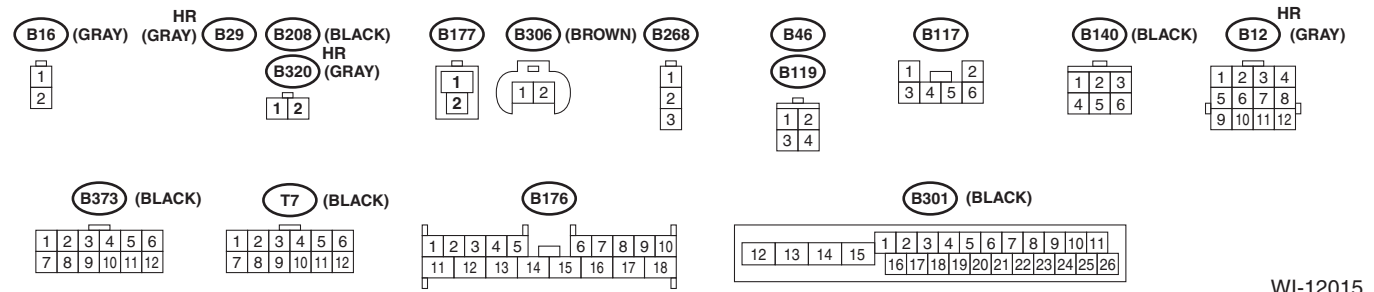 HR HR
B16 (GRAY) (GRAY) B29 B208 (BLACK) B177 B306 (BROWN) B268 B46 B117 B140 (BLACK) B12 (GRAY)
HR
B320 (GRAY) B119
1 1 1 2 1 2 3 1 2 3 4
2 1 2 1 2 3 4 5 6 4 5 6 5 6 7 8
1 2 2 3 1 2 9 10 11 12
3 4
B373 (BLACK) T7 (BLACK) B176 B301 (BLACK)
1 2 3 4 5 6 1 2 3 4 5 6 1 2 3 4 5 6 7 8 9 10 12 13 14 15 1 2 3 4 5 6 7 8 9 10 11
7 8 9 10 11 12 7 8 9 10 11 12 11 12 13 14 15 16 17 18 16 17 18 19 20 21 22 23 24 25 26
WI-12015